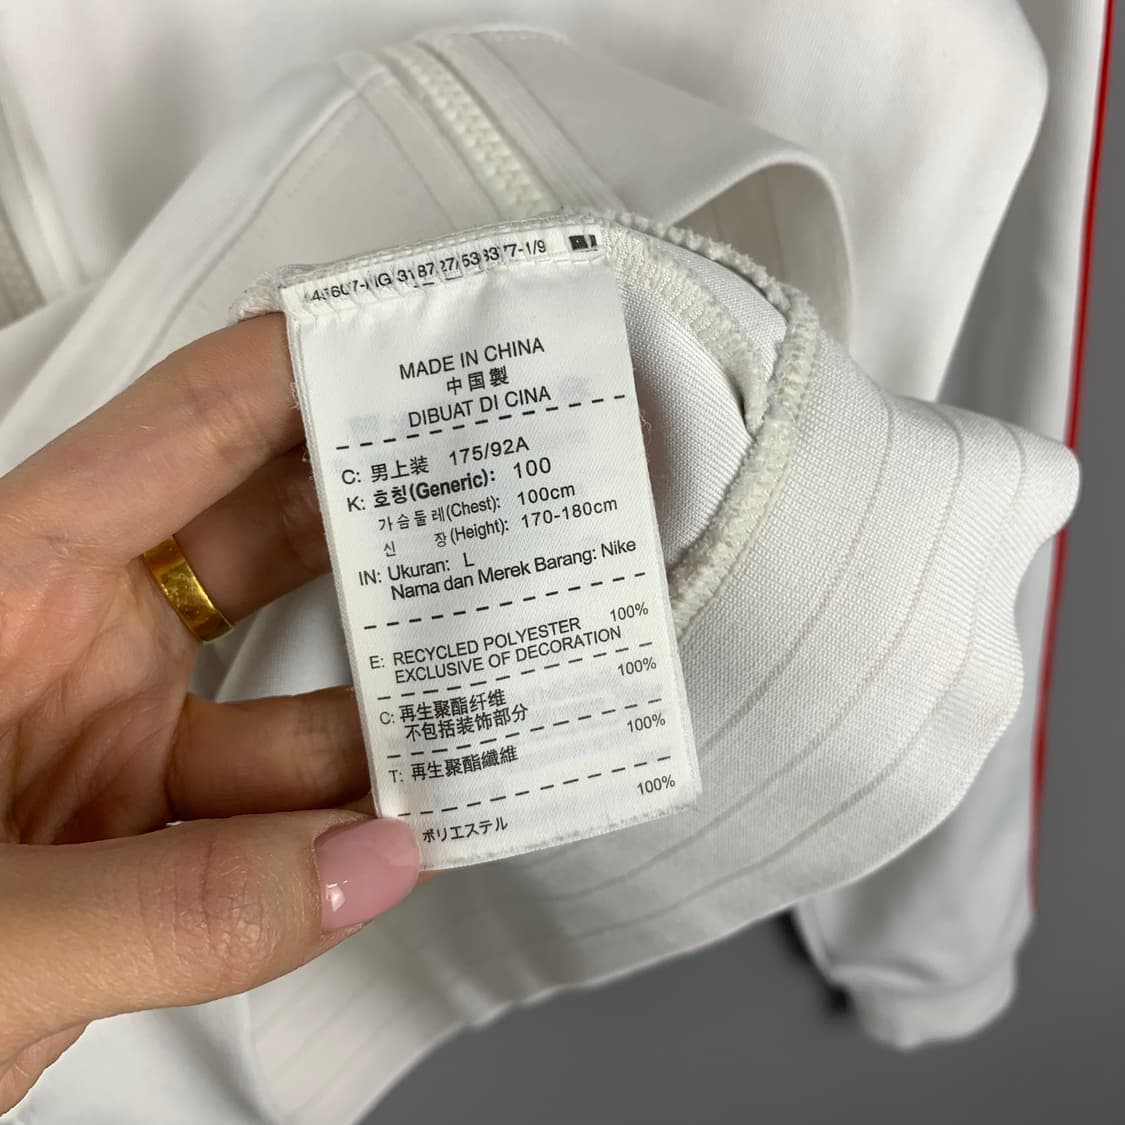 MADE IN CHINA
中国製
DIBUAT DI CINA
C: 男上装 175/92A
K: 호칭(Generic): 100
가슴둘레(Chest): 100cm
신 장(Height): 170-180cm
IN: Ukuran: L
Nama dan Merek Barang: Nike
E: RECYCLED POLYESTER 100%
EXCLUSIVE OF DECORATION
C: 再生聚酯纤维 100%
不包括装饰部分
T: 再生聚酯纖維 100%
ポリエステル 100%